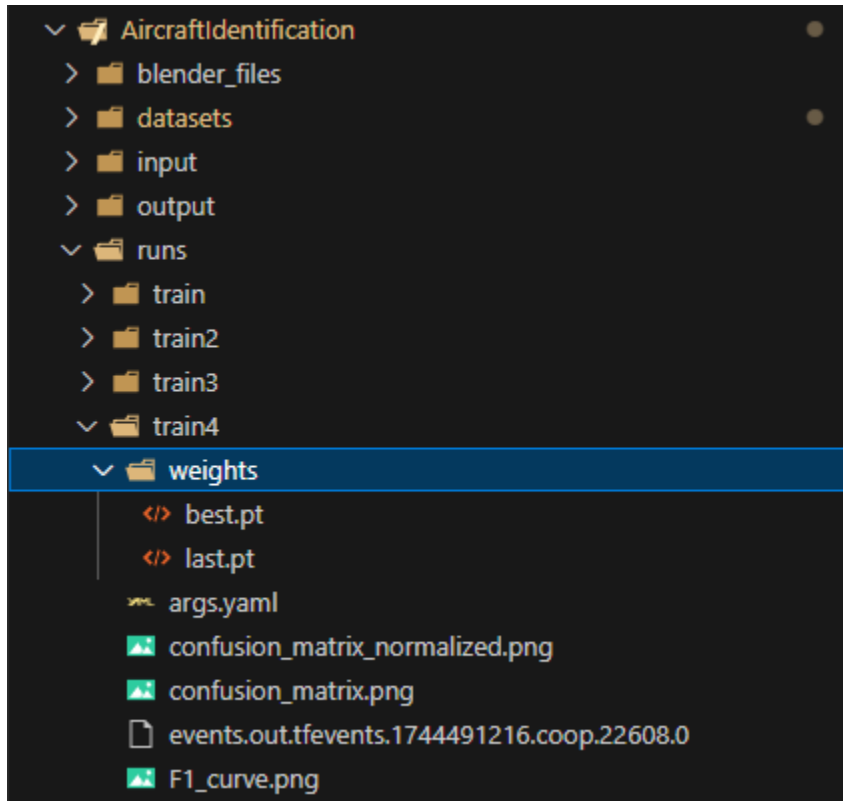 AircraftIdentification
blender_files
datasets
input
output
runs
train
train2
train3
train4
weights
best.pt
last.pt
args.yaml
confusion_matrix_normalized.png
confusion_matrix.png
events.out.tfevents.1744491216.coop.22608.0
F1_curve.png